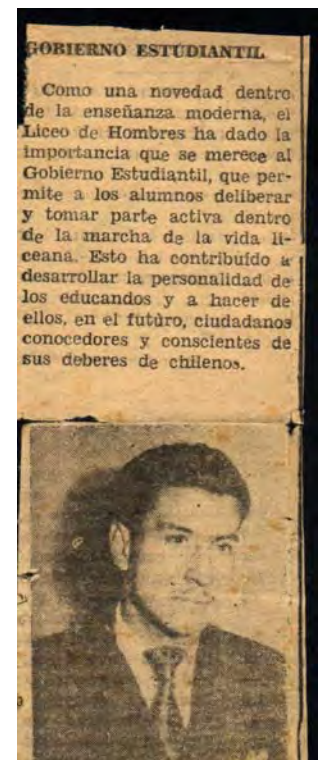 GOBIERNO ESTUDIANTIL
Como una novedad dentro
de la enseñanza moderna, el
Liceo de Hombres ha dado la
importancia que se merece al
Gobierno Estudiantil, que per-
mite a los alumnos deliberar
y tomar parte activa dentro
de la marcha de la vida li-
ceana. Esto ha contribuído a
desarrollar la personalidad de
los educandos y a hacer de
ellos, en el futúro, ciudadanos
conocedores y conscientes de
sus deberes de chilenos.